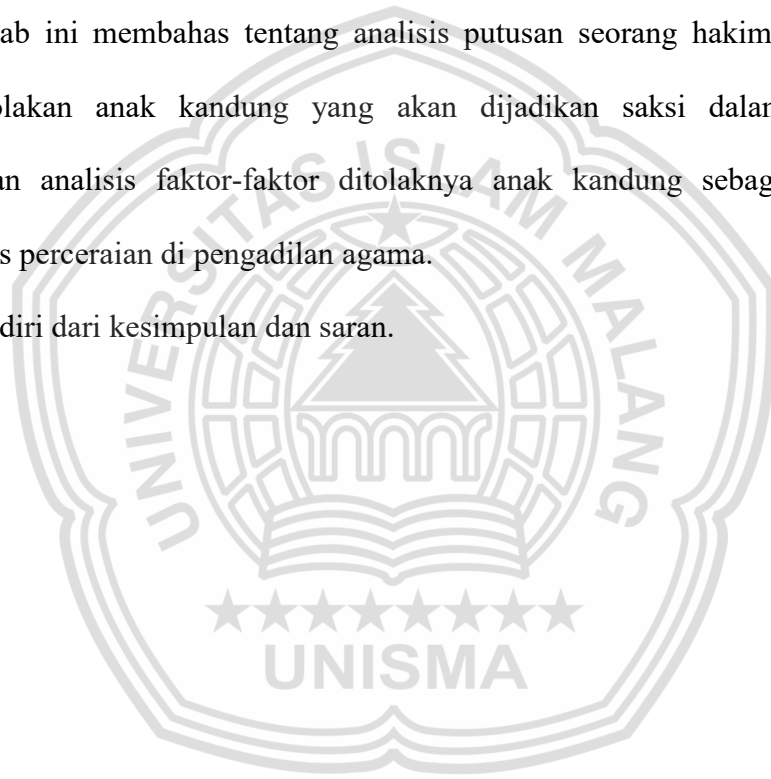 ab ini membahas tentang analisis putusan seorang hakim
olakan anak kandung yang akan dijadikan saksi dalam
an analisis faktor-faktor ditolaknya anak kandung sebag
s perceraian di pengadilan agama.
diri dari kesimpulan dan saran.
UNIVERSITAS ISLAM MALANG
UNISMA